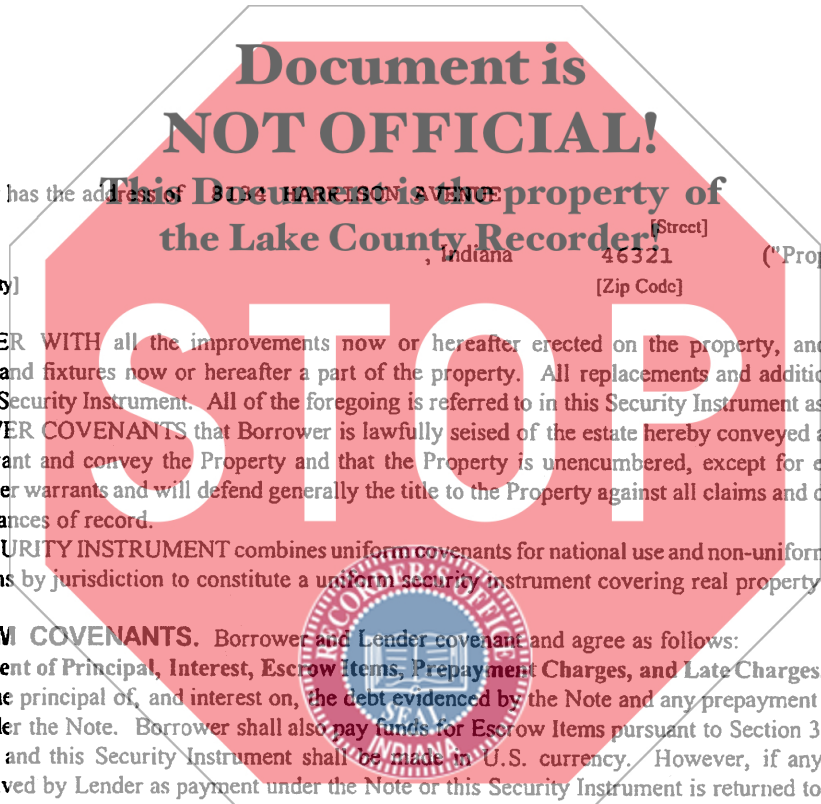 Document is
NOT OFFICIAL!
has the address of 8134 HARRISON AVENUE
This Document is the property of
the Lake County Recorder!
[Street]
, Indiana 46321 ("Prop
ty] [Zip Code]
STOP
ER WITH all the improvements now or hereafter erected on the property, and
and fixtures now or hereafter a part of the property. All replacements and additio
Security Instrument. All of the foregoing is referred to in this Security Instrument as
VER COVENANTS that Borrower is lawfully seised of the estate hereby conveyed a
ant and convey the Property and that the Property is unencumbered, except for e
er warrants and will defend generally the title to the Property against all claims and d
ances of record.
URITY INSTRUMENT combines uniform covenants for national use and non-uniform
ns by jurisdiction to constitute a uniform security instrument covering real property
M COVENANTS. Borrower and Lender covenant and agree as follows:
ent of Principal, Interest, Escrow Items, Prepayment Charges, and Late Charges.
e principal of, and interest on, the debt evidenced by the Note and any prepayment
der the Note. Borrower shall also pay funds for Escrow Items pursuant to Section 3
and this Security Instrument shall be made in U.S. currency. However, if any
ved by Lender as payment under the Note or this Security Instrument is returned to
RECORDER'S OFFICE
SEAL
INDIANA